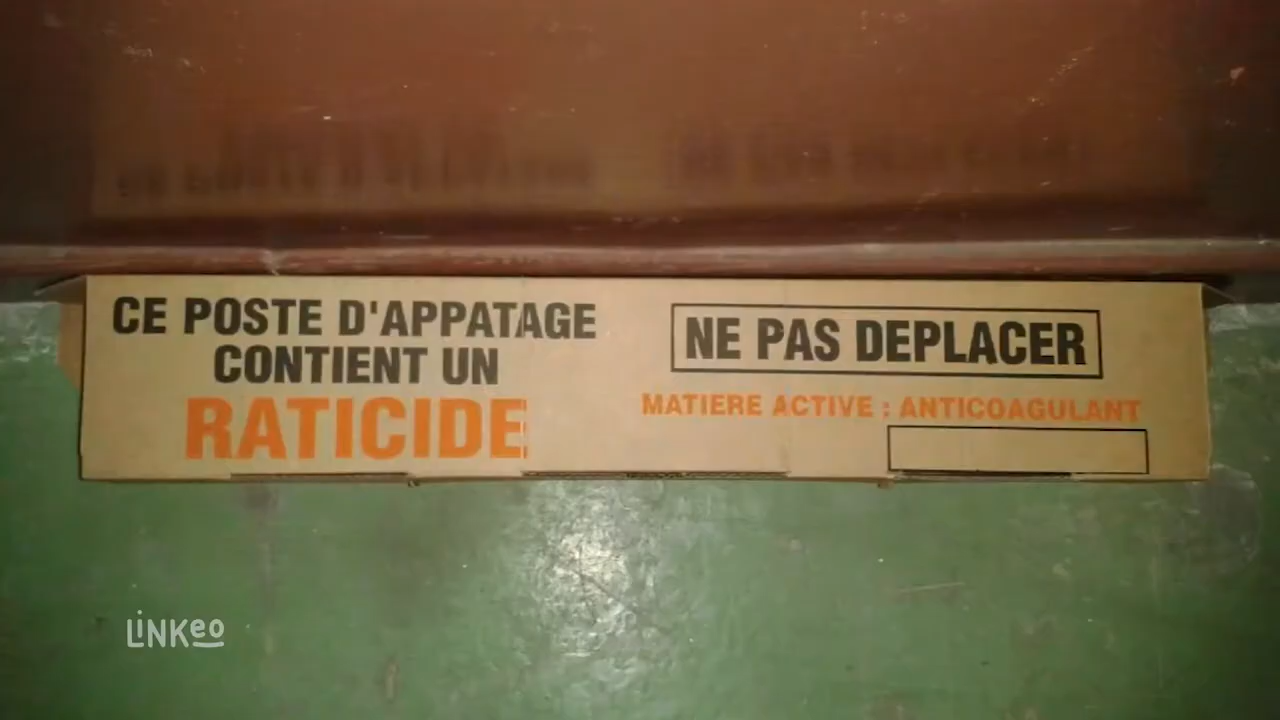 CE POSTE D'APPATAGE
CONTIENT UN
RATICIDE
NE PAS DEPLACER
MATIERE ACTIVE : ANTICOAGULANT
LiNKeo